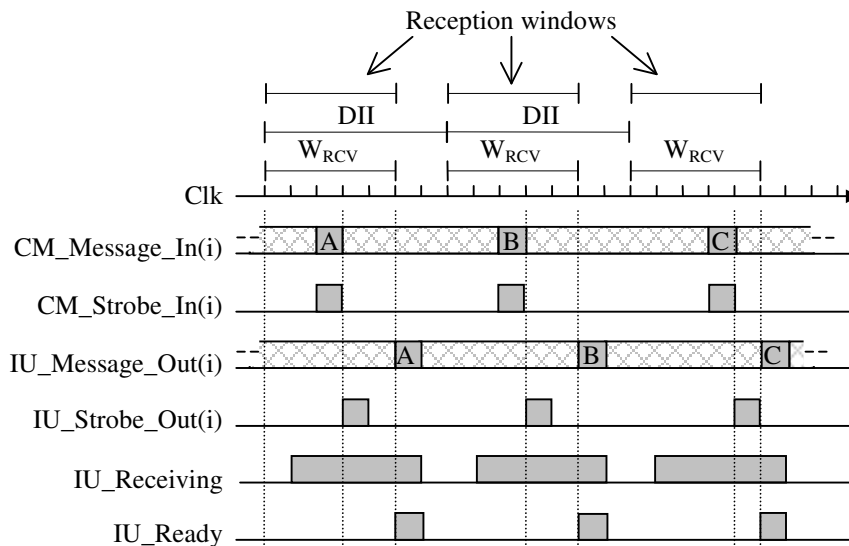 Reception windows
DII DII
W_RCV W_RCV W_RCV
Clk
CM_Message_In(i) A B C
CM_Strobe_In(i)
IU_Message_Out(i) A B C
IU_Strobe_Out(i)
IU_Receiving
IU_Ready